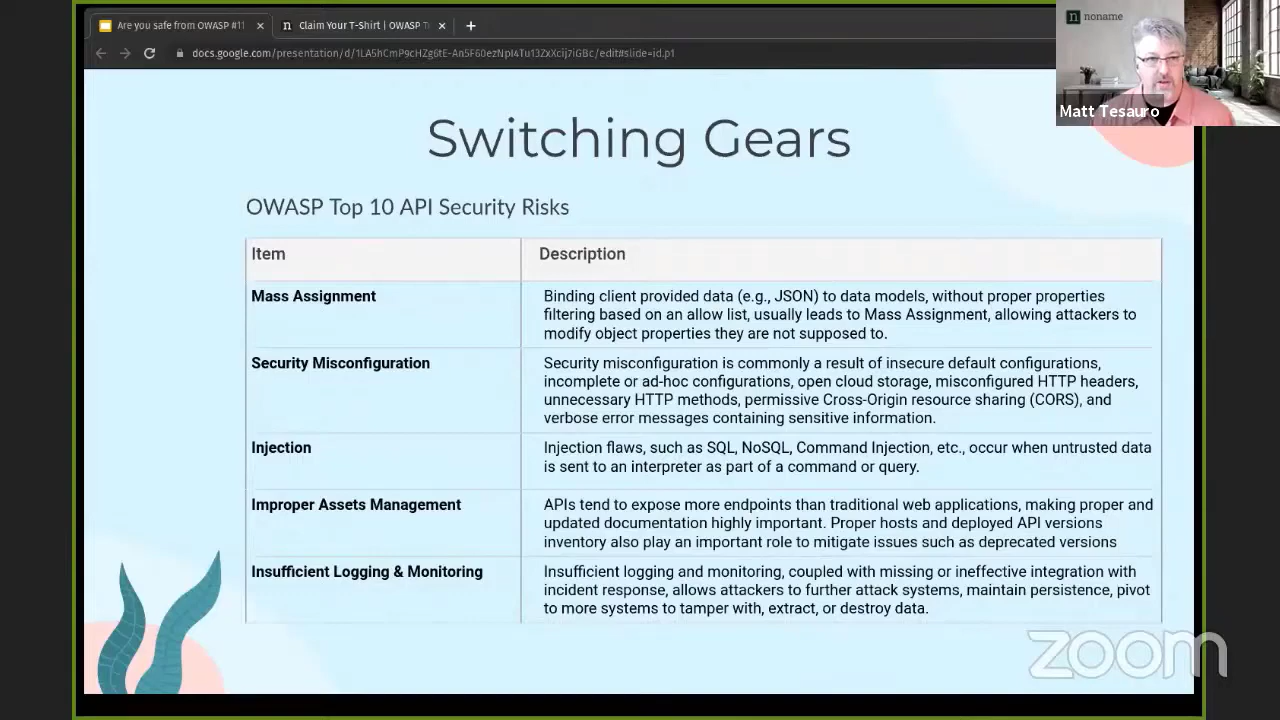 Are you safe from OWASP #11
Claim Your T-Shirt | OWASP T
docs.google.com/presentation/d/1LA5hCmP9cHZg6tE-An5F60ezNpI4Tu13ZxXcij7iGBc/edit#slide=id.p1
n noname
Matt Tesauro
Switching Gears
OWASP Top 10 API Security Risks
Item Description
Mass Assignment Binding client provided data (e.g., JSON) to data models, without proper properties
filtering based on an allow list, usually leads to Mass Assignment, allowing attackers to
modify object properties they are not supposed to.
Security Misconfiguration Security misconfiguration is commonly a result of insecure default configurations,
incomplete or ad-hoc configurations, open cloud storage, misconfigured HTTP headers,
unnecessary HTTP methods, permissive Cross-Origin resource sharing (CORS), and
verbose error messages containing sensitive information.
Injection Injection flaws, such as SQL, NoSQL, Command Injection, etc., occur when untrusted data
is sent to an interpreter as part of a command or query.
Improper Assets Management APIs tend to expose more endpoints than traditional web applications, making proper and
updated documentation highly important. Proper hosts and deployed API versions
inventory also play an important role to mitigate issues such as deprecated versions
Insufficient Logging & Monitoring Insufficient logging and monitoring, coupled with missing or ineffective integration with
incident response, allows attackers to further attack systems, maintain persistence, pivot
to more systems to tamper with, extract, or destroy data.
zoom